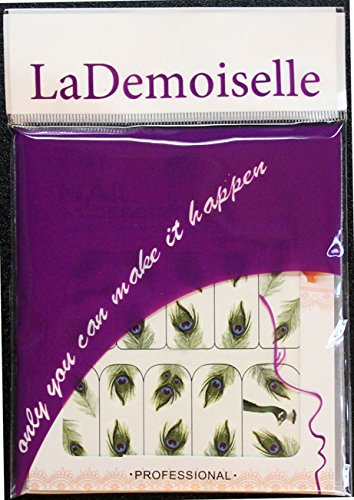 LaDemoiselle
only you can make it happen
·PROFESSIONAL·